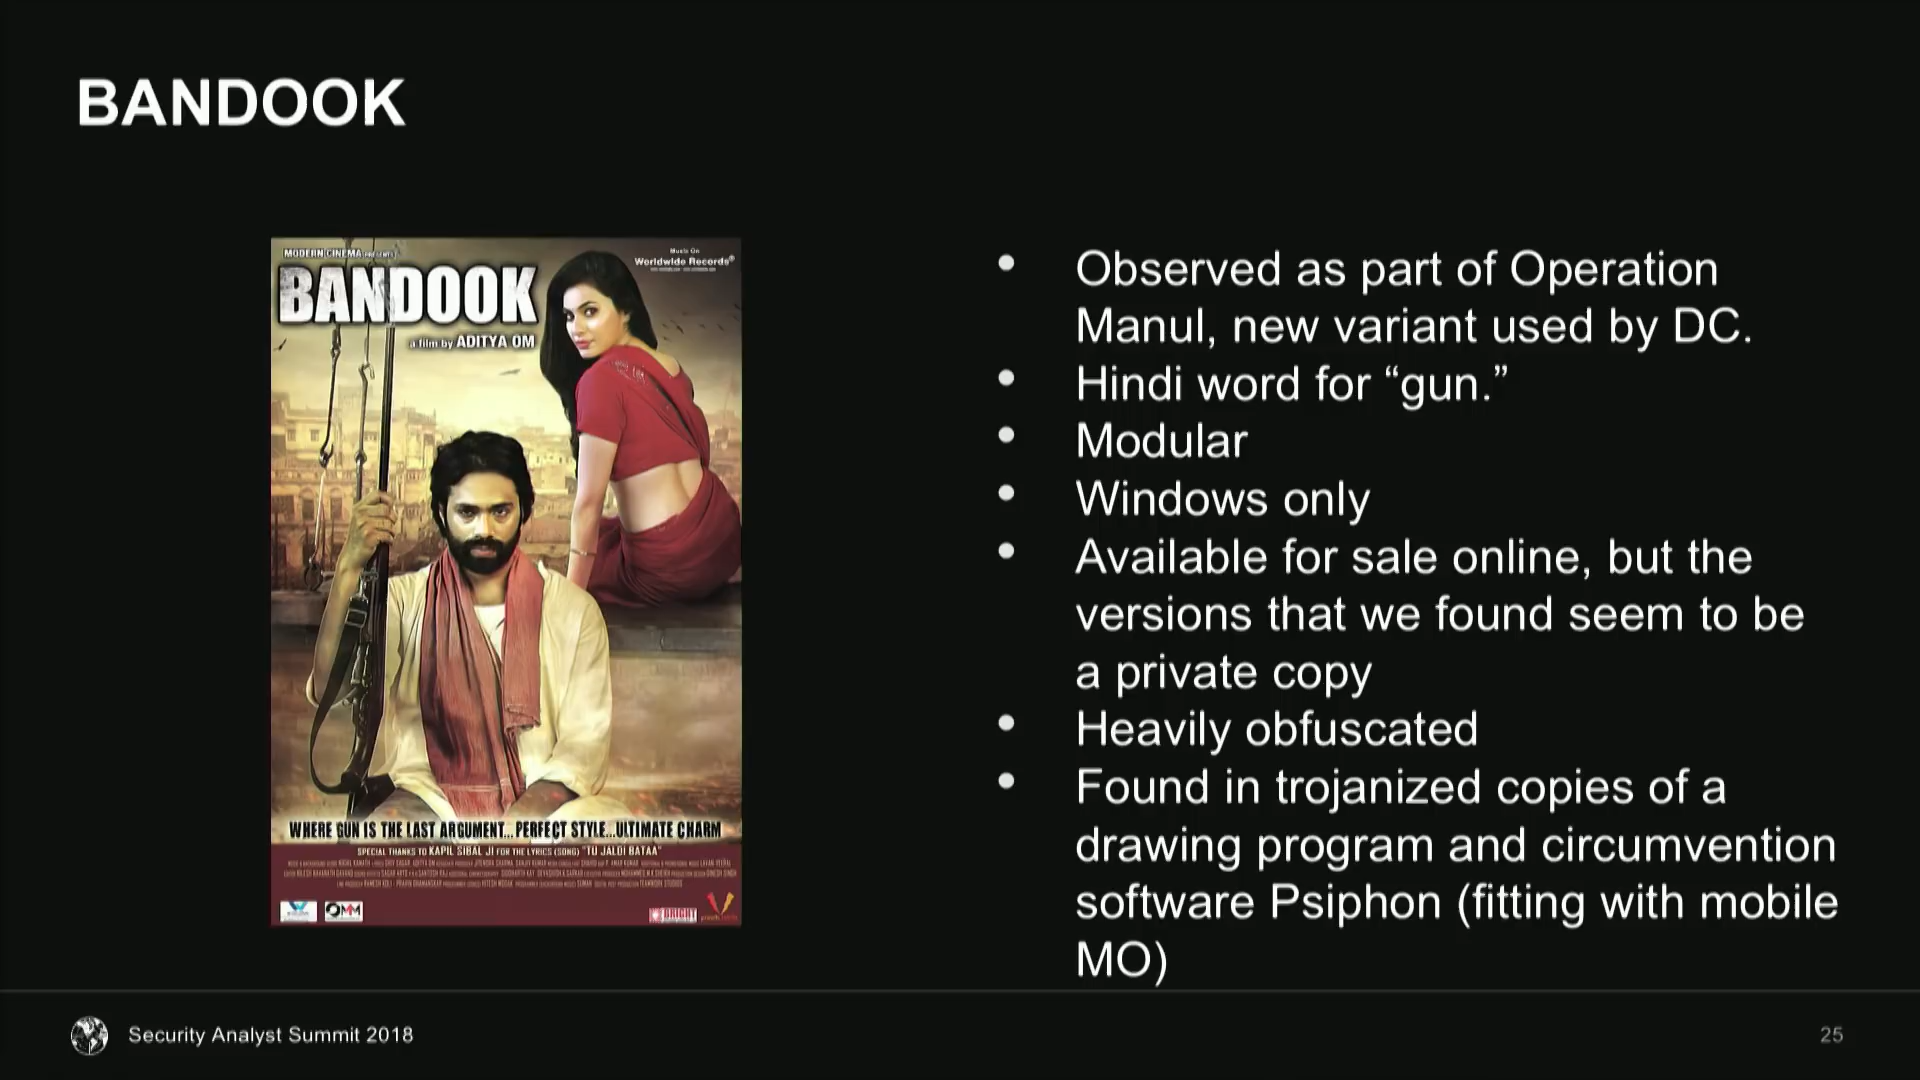 BANDOOK
MODERN CINEMA PRESENTS
BANDOOK
a film by ADITYA OM
Music On
Worldwide Records®
WHERE GUN IS THE LAST ARGUMENT... PERFECT STYLE...ULTIMATE CHARM
SPECIAL THANKS TO KAPIL SIBAL JI FOR THE LYRICS (SONG) "TU JALDI BATAA"
OMM
BRIGHT
• Observed as part of Operation
Manul, new variant used by DC.
• Hindi word for “gun.”
• Modular
• Windows only
• Available for sale online, but the
versions that we found seem to be
a private copy
• Heavily obfuscated
• Found in trojanized copies of a
drawing program and circumvention
software Psiphon (fitting with mobile
MO)
Security Analyst Summit 2018
25